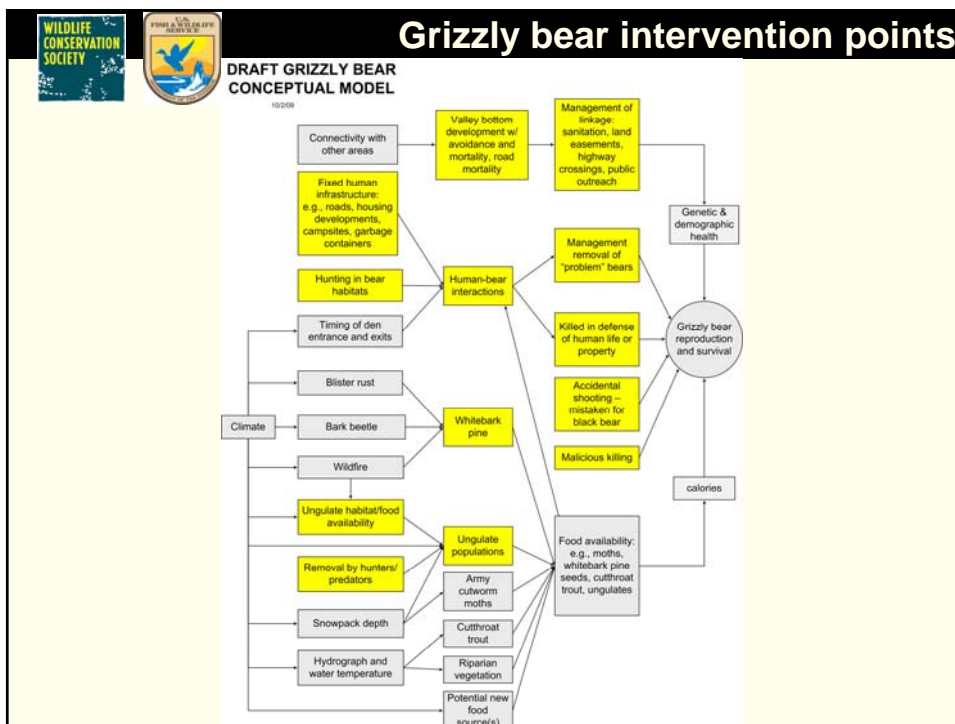 Grizzly bear intervention points
WILDLIFE
CONSERVATION
SOCIETY
U.S.
FISH & WILDLIFE
SERVICE
DRAFT GRIZZLY BEAR
CONCEPTUAL MODEL
10/2/09
Connectivity with
other areas
Valley bottom
development w/
avoidance and
mortality, road
mortality
Management of
linkage:
sanitation, land
easements,
highway
crossings, public
outreach
Fixed human
infrastructure:
e.g., roads, housing
developments,
campsites, garbage
containers
Genetic &
demographic
health
Hunting in bear
habitats
Human-bear
interactions
Management
removal of
"problem" bears
Timing of den
entrance and exits
Killed in defense
of human life or
property
Grizzly bear
reproduction
and survival
Blister rust
Accidental
shooting –
mistaken for
black bear
Climate
Bark beetle
Whitebark
pine
Malicious killing
Wildfire
calories
Ungulate habitat/food
availability
Ungulate
populations
Food availability:
e.g., moths,
whitebark pine
seeds, cutthroat
trout, ungulates
Removal by hunters/
predators
Army
cutworm
moths
Snowpack depth
Cutthroat
trout
Hydrograph and
water temperature
Riparian
vegetation
Potential new
food
source(s)